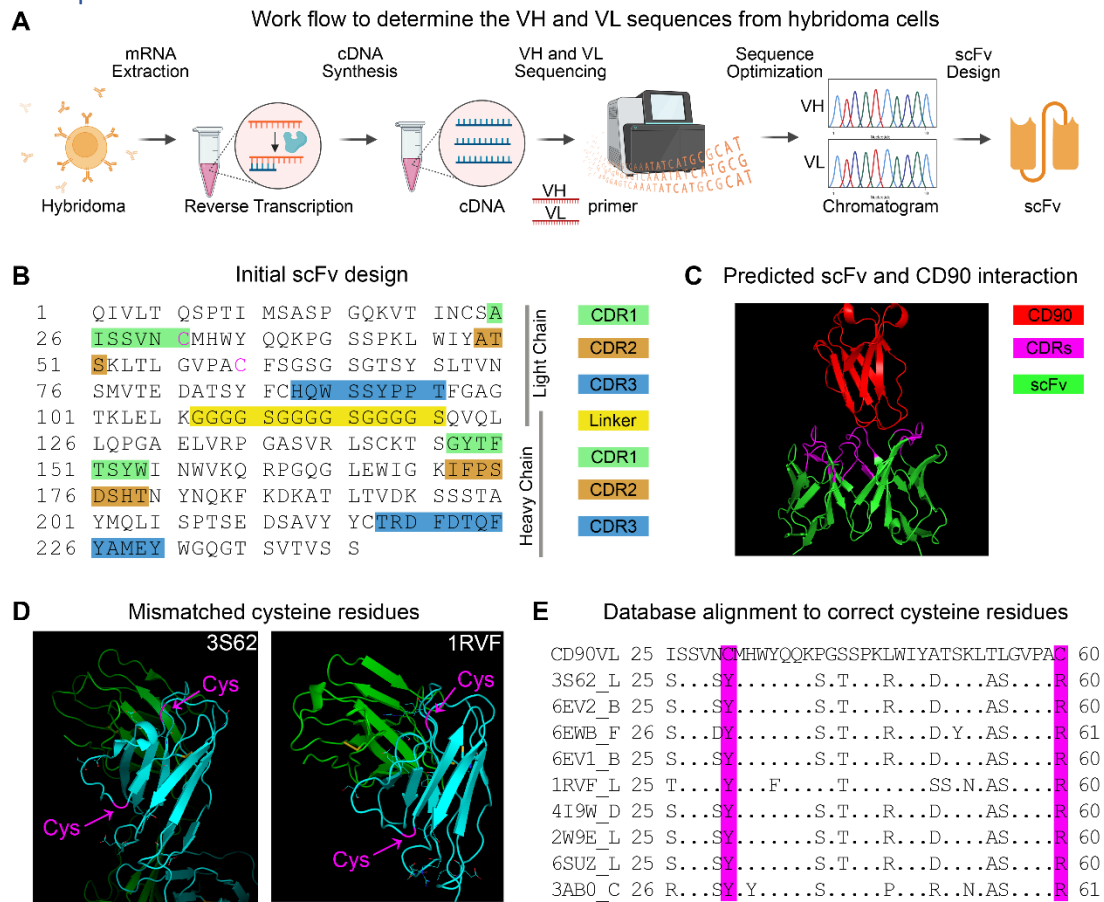 A Work flow to determine the VH and VL sequences from hybridoma cells
mRNA Extraction
cDNA Synthesis
VH and VL Sequencing
Sequence Optimization
scFv Design
VH
VL
Hybridoma
Reverse Transcription
cDNA
VH
VL
primer
Chromatogram
scFv
B Initial scFv design
1 QIVLTQ SPTI MSASP GQKVT INCSA
26 ISSVN CMHWY QQKPG SSPKLW IYAT
51 SKLTL GVPAC FSGSG SGTSY SLTVN
76 SMVTE DATSY FCHQW SSYPP TFGAG
101 TKLEL KGGGG SGGGG SGGGG SQVQL
126 LQPGA ELVRP GASVR LSCKT SGYTF
151 TSYWI NWVKQ RPGQG LEWIG KIFPS
176 DSHTN YNQKF KDKAT LTVDK SSSTA
201 YMQLI SPTSE DSAVY YCTRD FDTQF
226 YAMEY WGQGT SVTVS S
Light Chain
Heavy Chain
CDR1
CDR2
CDR3
Linker
CDR1
CDR2
CDR3
C Predicted scFv and CD90 interaction
CD90
CDRs
scFv
D Mismatched cysteine residues
3S62
Cys
Cys
1RVF
Cys
Cys
E Database alignment to correct cysteine residues
CD90VL 25 ISSVNCMHWYQQKPGSSPKLWIYATSKLTLGVPAC 60
3S62_L 25 S...SY........S.T...R...D....AS....R 60
6EV2_B 25 S...SY........S.T...R...D....AS....R 60
6EWB_F 26 S...DY........S.T...R...D.S.Y.AS....R 61
6EV1_B 25 S...SY........S.T...R...D....AS....R 60
1RVF_L 25 T....Y...F......T.......SS.N.AS....R 60
4I9W_D 25 S...SY........S.T...R...D....AS....R 60
2W9E_L 25 S...SY........S.T...R...D....AS....R 60
6SUZ_L 25 S...SY........S.T...R...D....AS....R 60
3AB0_C 26 R...SY.Y......S....P...R..N.AS....R 61